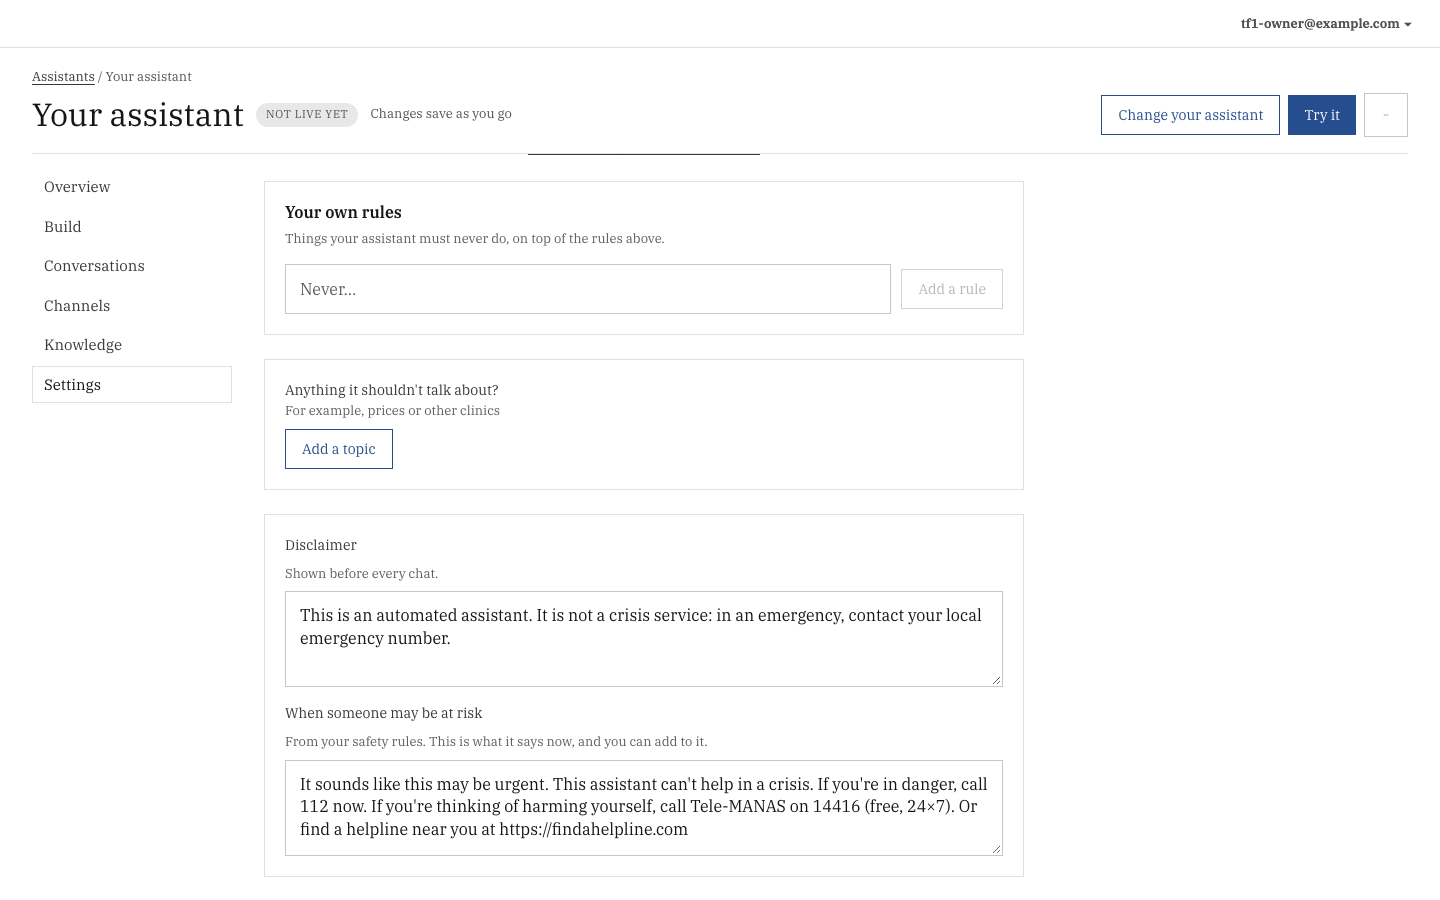 tf1-owner@example.com
Assistants / Your assistant
Your assistant
NOT LIVE YET
Changes save as you go
Change your assistant
Try it
Overview
Build
Conversations
Channels
Knowledge
Settings
Your own rules
Things your assistant must never do, on top of the rules above.
Never...
Add a rule
Anything it shouldn't talk about?
For example, prices or other clinics
Add a topic
Disclaimer
Shown before every chat.
This is an automated assistant. It is not a crisis service: in an emergency, contact your local
emergency number.
When someone may be at risk
From your safety rules. This is what it says now, and you can add to it.
It sounds like this may be urgent. This assistant can't help in a crisis. If you're in danger, call
112 now. If you're thinking of harming yourself, call Tele-MANAS on 14416 (free, 24×7). Or
find a helpline near you at https://findahelpline.com